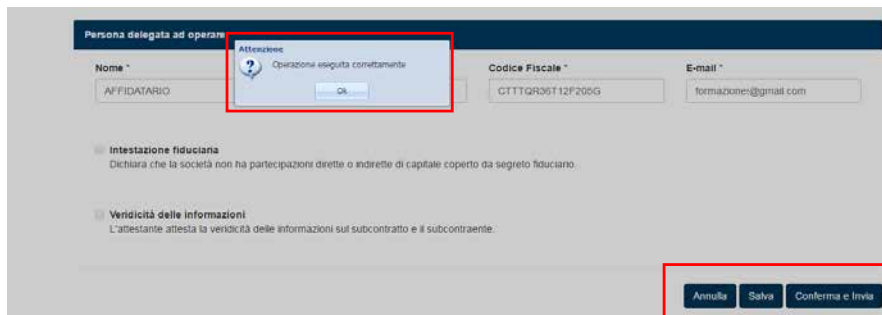 Persona delegata ad operare
Attenzione
Operazione eseguita correttamente
Ok
Nome *
Codice Fiscale *
E-mail *
AFFIDATARIO
CTTTQR36T12F205G
formazione@gmail.com
Intestazione fiduciaria
Dichiara che la società non ha partecipazioni dirette o indirette di capitale coperto da segreto fiduciario.
Veridicità delle informazioni
L'attestante attesta la veridicità delle informazioni sul subcontratto e il subcontraente.
Annulla Salva Conferma e Invia